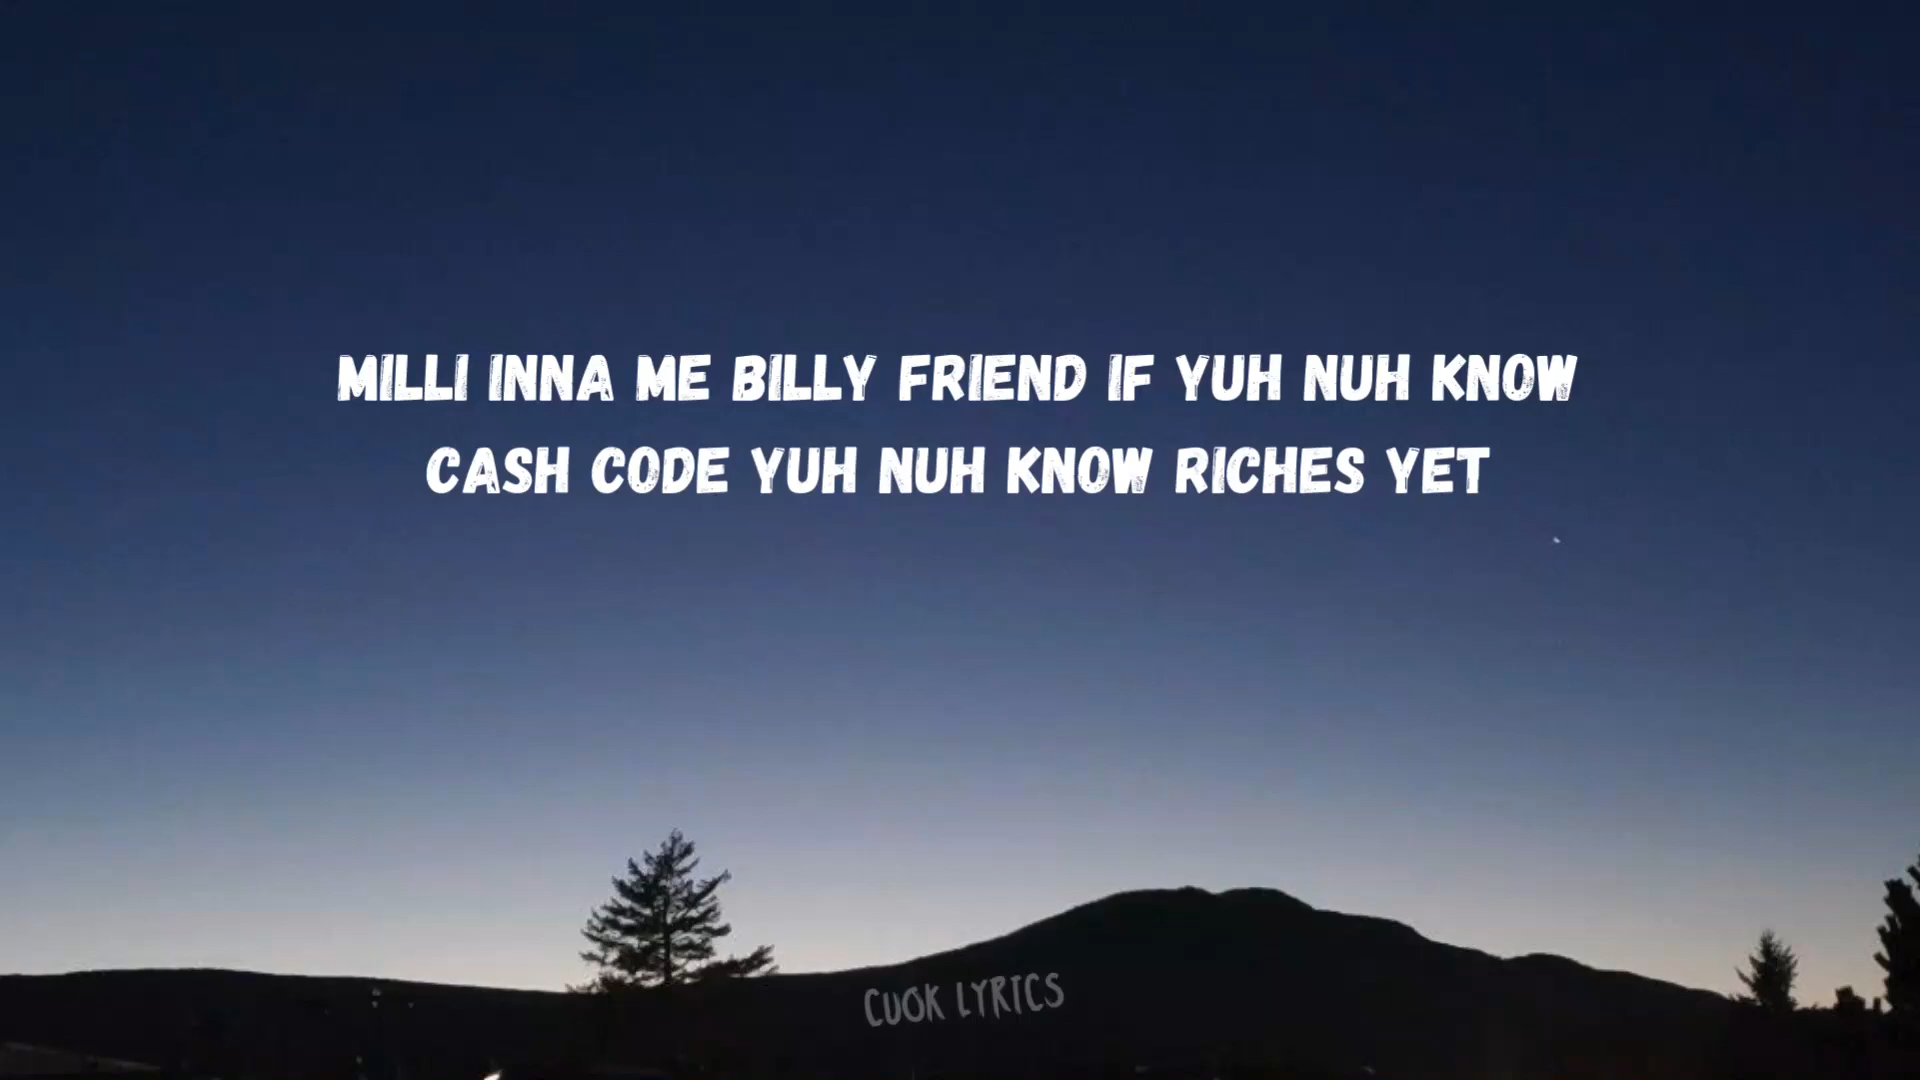 MILLI INNA ME BILLY FRIEND IF YUH NUH KNOW
CASH CODE YUH NUH KNOW RICHES YET
CUOK LYRICS